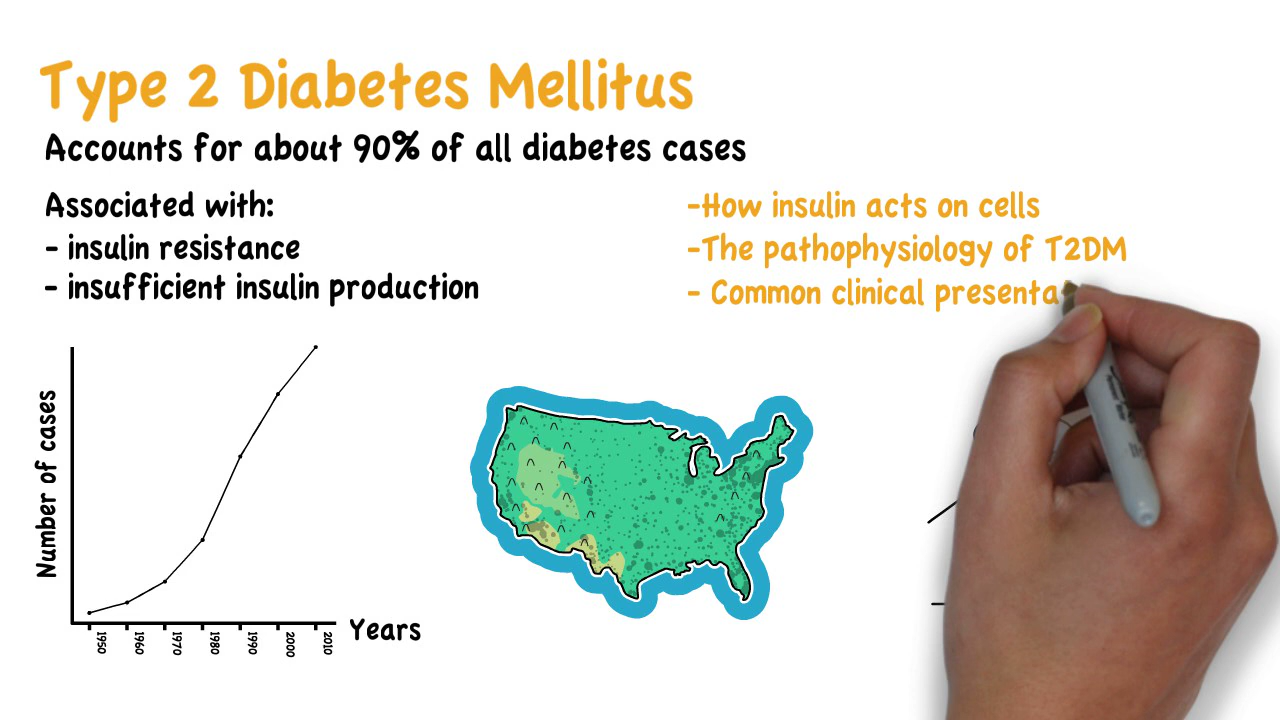 Type 2 Diabetes Mellitus
Accounts for about 90% of all diabetes cases
Associated with:
- insulin resistance
- insufficient insulin production
-How insulin acts on cells
-The pathophysiology of T2DM
- Common clinical presenta
Number of cases
1950
1960
1970
1980
1990
2000
2010
Years